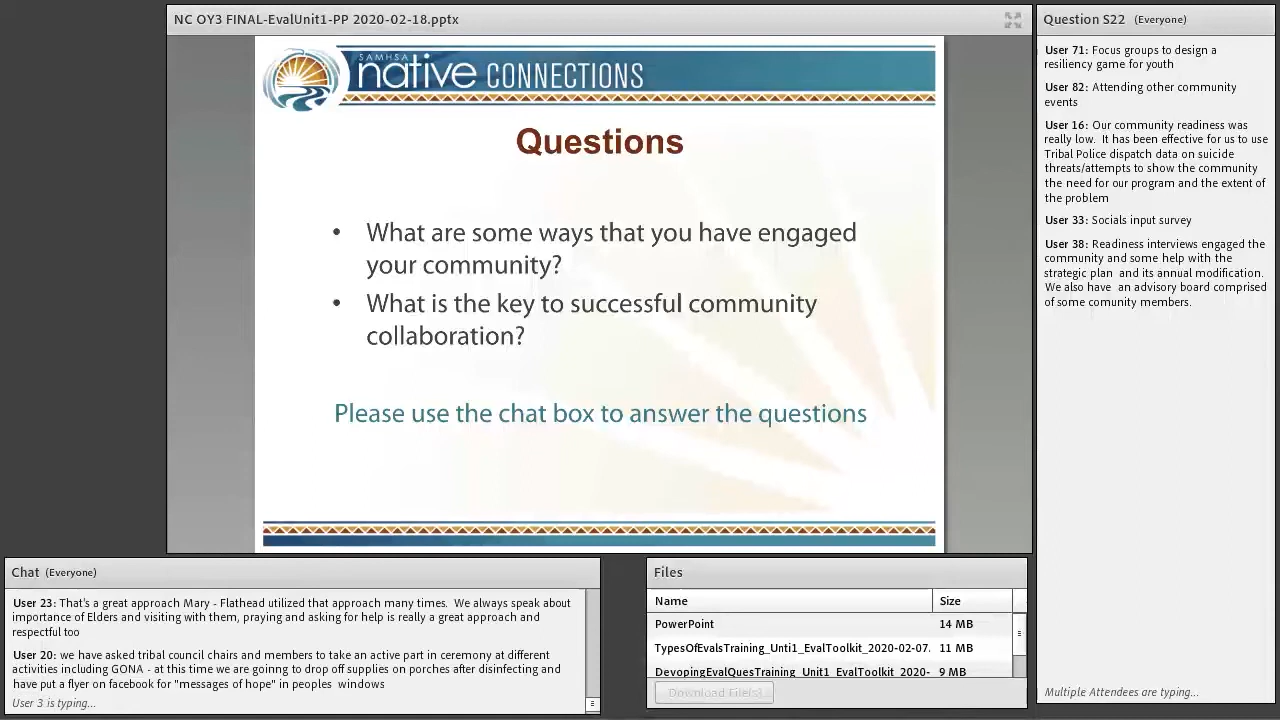 NC OY3 FINAL-EvalUnit1-PP 2020-02-18.pptx
SAMHSA
native CONNECTIONS
Questions
• What are some ways that you have engaged
your community?
• What is the key to successful community
collaboration?
Please use the chat box to answer the questions
Question S22 (Everyone)
User 71: Focus groups to design a
resiliency game for youth
User 82: Attending other community
events
User 16: Our community readiness was
really low. It has been effective for us to use
Tribal Police dispatch data on suicide
threats/attempts to show the community
the need for our program and the extent of
the problem
User 33: Socials input survey
User 38: Readiness interviews engaged the
community and some help with the
strategic plan and its annual modification.
We also have an advisory board comprised
of some comunity members.
Multiple Attendees are typing...
Chat (Everyone)
User 23: That's a great approach Mary - Flathead utilized that approach many times. We always speak about
importance of Elders and visiting with them, praying and asking for help is really a great approach and
respectful too
User 20: we have asked tribal council chairs and members to take an active part in ceremony at different
activities including GONA - at this time we are goinng to drop off supplies on porches after disinfecting and
have put a flyer on facebook for "messages of hope" in peoples windows
User 3 is typing...
Files
Name Size
PowerPoint 14 MB
TypesOfEvalsTraining_Unti1_EvalToolkit_2020-02-07. 11 MB
DevopingEvalQuesTraining_Unit1_EvalToolkit_2020- 9 MB
Download File(s)